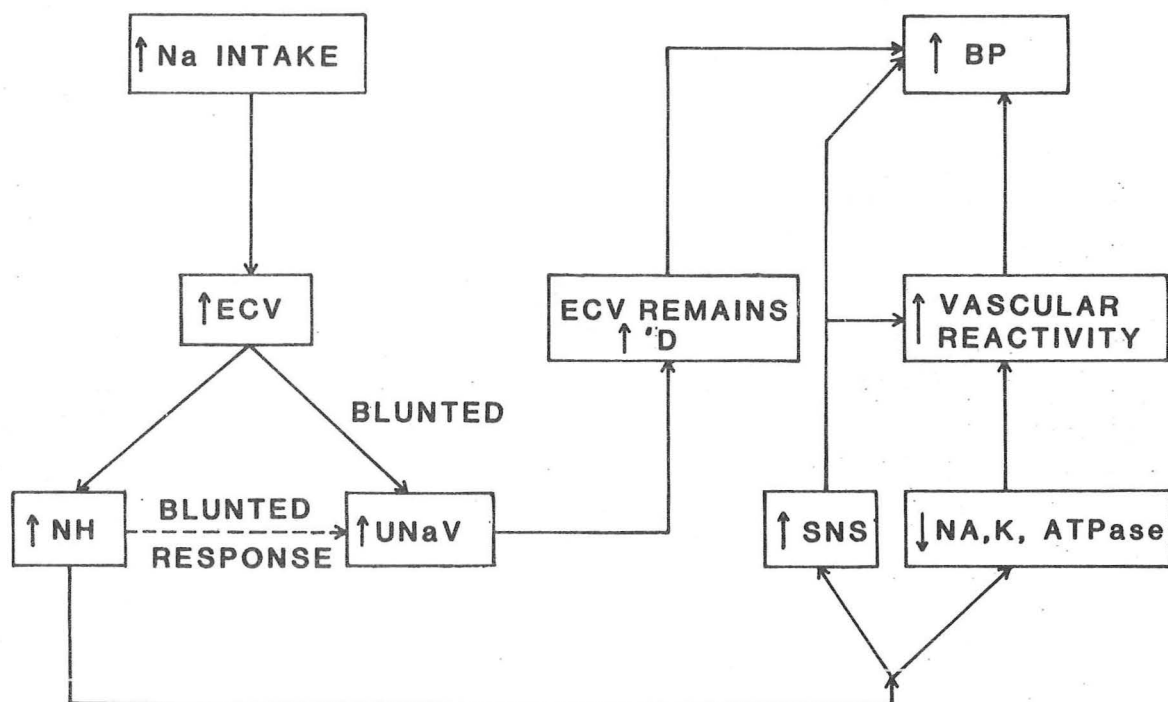 ↑ Na INTAKE
↑ BP
↑ ECV
ECV REMAINS
↑ "D
↑ VASCULAR
REACTIVITY
BLUNTED
↑ NH
BLUNTED
RESPONSE
↑ UNaV
↑ SNS
↓ NA,K, ATPase